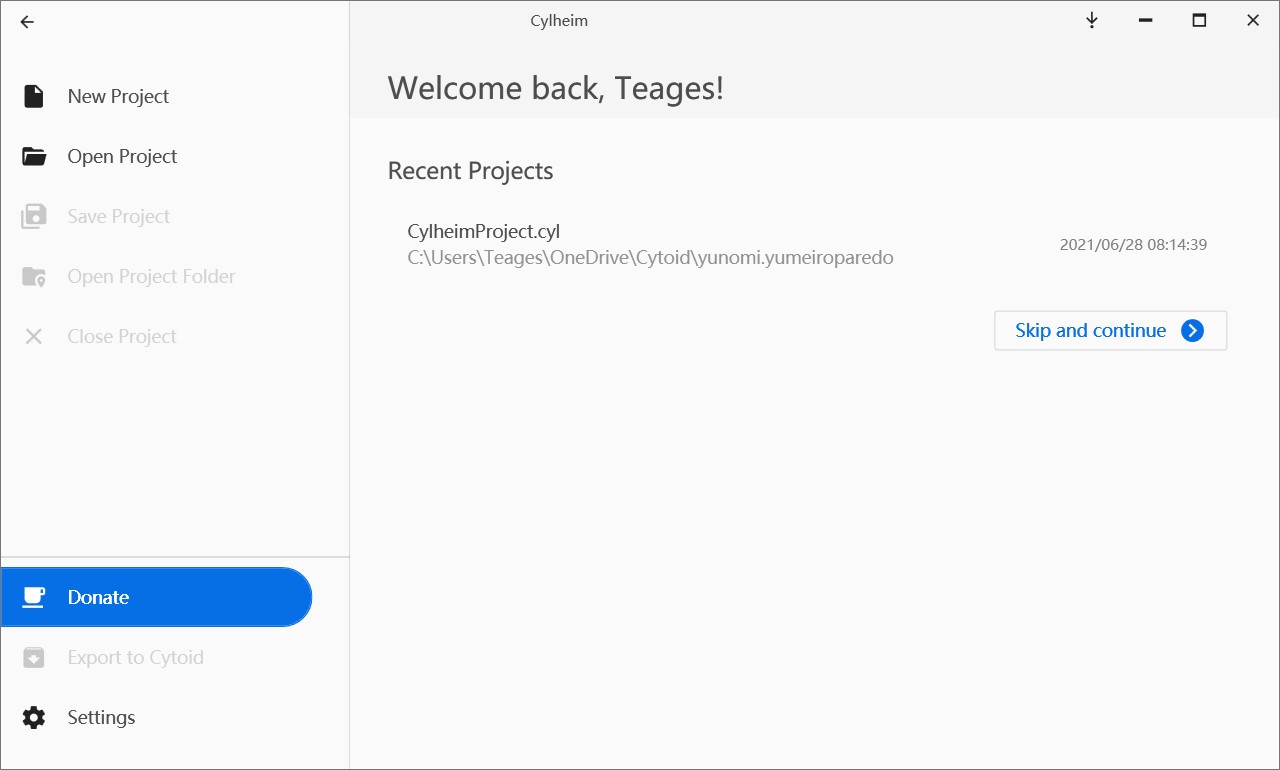 Cylheim
New Project
Open Project
Save Project
Open Project Folder
Close Project
Donate
Export to Cytoid
Settings
Welcome back, Teages!
Recent Projects
CylheimProject.cyl
C:\Users\Teages\OneDrive\Cytoid\yunomi.yumeiroparedo
2021/06/28 08:14:39
Skip and continue